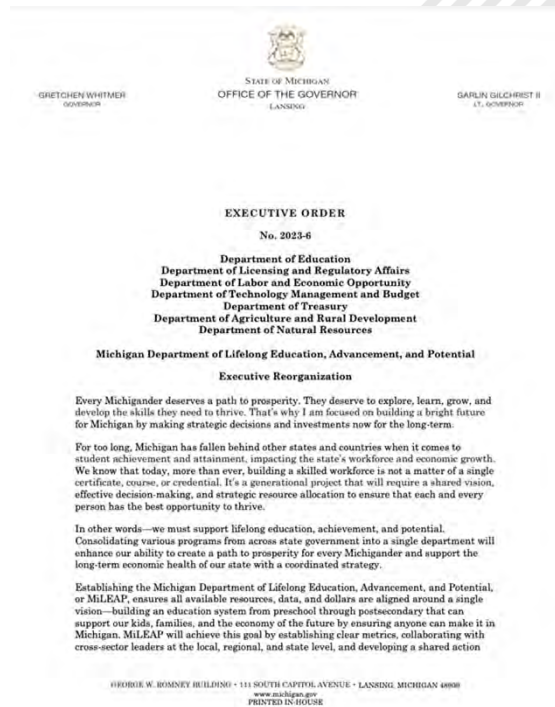 STATE OF MICHIGAN
GRETCHEN WHITMER
GOVERNOR
OFFICE OF THE GOVERNOR
LANSING
GARLIN GILCHRIST II
LT. GOVERNOR
EXECUTIVE ORDER
No. 2023-6
Department of Education
Department of Licensing and Regulatory Affairs
Department of Labor and Economic Opportunity
Department of Technology Management and Budget
Department of Treasury
Department of Agriculture and Rural Development
Department of Natural Resources
Michigan Department of Lifelong Education, Advancement, and Potential
Executive Reorganization
Every Michigander deserves a path to prosperity. They deserve to explore, learn, grow, and
develop the skills they need to thrive. That's why I am focused on building a bright future
for Michigan by making strategic decisions and investments now for the long-term.
For too long, Michigan has fallen behind other states and countries when it comes to
student achievement and attainment, impacting the state's workforce and economic growth.
We know that today, more than ever, building a skilled workforce is not a matter of a single
certificate, course, or credential. It's a generational project that will require a shared vision,
effective decision-making, and strategic resource allocation to ensure that each and every
person has the best opportunity to thrive.
In other words—we must support lifelong education, achievement, and potential.
Consolidating various programs from across state government into a single department will
enhance our ability to create a path to prosperity for every Michigander and support the
long-term economic health of our state with a coordinated strategy.
Establishing the Michigan Department of Lifelong Education, Advancement, and Potential,
or MiLEAP, ensures all available resources, data, and dollars are aligned around a single
vision—building an education system from preschool through postsecondary that can
support our kids, families, and the economy of the future by ensuring anyone can make it in
Michigan. MiLEAP will achieve this goal by establishing clear metrics, collaborating with
cross-sector leaders at the local, regional, and state level, and developing a shared action
GEORGE W. ROMNEY BUILDING • 111 SOUTH CAPITOL AVENUE • LANSING, MICHIGAN 48909
www.michigan.gov
PRINTED IN-HOUSE